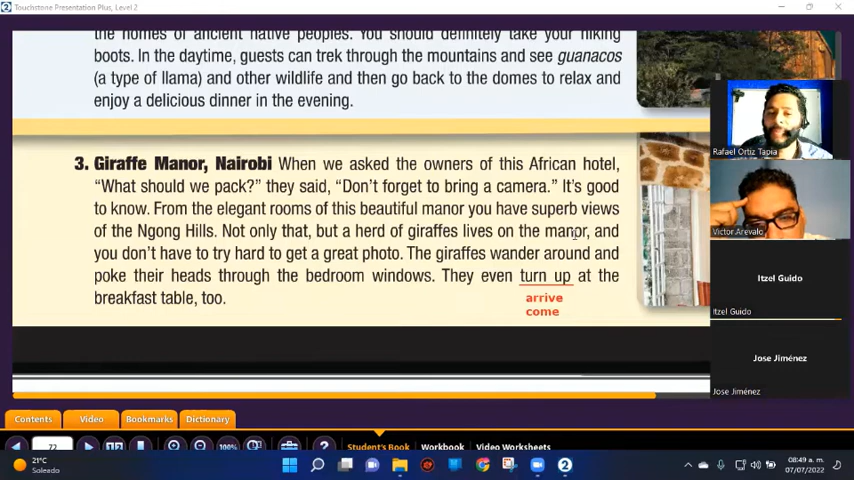 Touchstone Presentation Plus, Level 2
the homes of ancient native peoples. You should definitely take your hiking
boots. In the daytime, guests can trek through the mountains and see guanacos
(a type of llama) and other wildlife and then go back to the domes to relax and
enjoy a delicious dinner in the evening.
3. Giraffe Manor, Nairobi When we asked the owners of this African hotel,
“What should we pack?” they said, “Don’t forget to bring a camera.” It’s good
to know. From the elegant rooms of this beautiful manor you have superb views
of the Ngong Hills. Not only that, but a herd of giraffes lives on the manor, and
you don’t have to try hard to get a great photo. The giraffes wander around and
poke their heads through the bedroom windows. They even turn up at the
breakfast table, too.
arrive
come
Rafael Ortiz Tapia
Victor Arevalo
Itzel Guido
Itzel Guido
Jose Jiménez
Jose Jiménez
Contents Video Bookmarks Dictionary
72 100% Student's Book Workbook Video Worksheets
21°C
Soleado
08:49 a. m.
07/07/2022